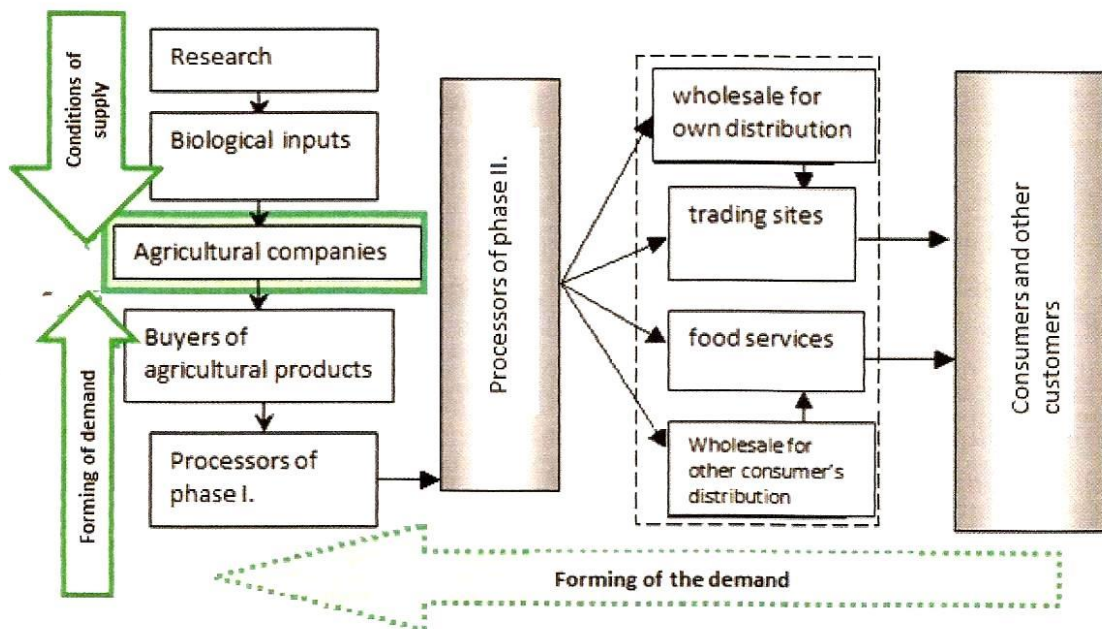 Conditions of
supply
Research
Biological inputs
Agricultural companies
Buyers of
agricultural products
Processors of
phase I.
Forming of demand
Processors of phase II.
wholesale for
own distribution
trading sites
food services
Wholesale for
other consumer's
distribution
Consumers and other
customers
Forming of the demand